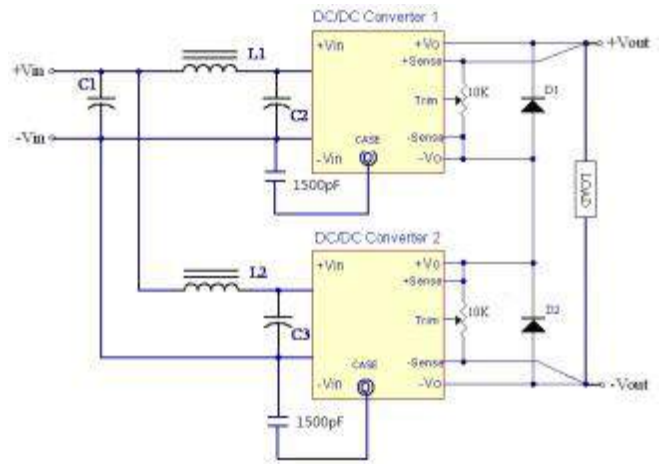 DC/DC Converter 1
+Vin
L1
+Vin
+Vo
+Vout
+Sense
C1
C2
Trim
10K
D1
-Vin
CASE
-Sense
-Vin
-Vo
1500pF
LOAD
DC/DC Converter 2
+Vin
L2
+Vo
+Sense
C3
Trim
10K
D2
CASE
-Sense
-Vin
-Vo
-Vout
1500pF